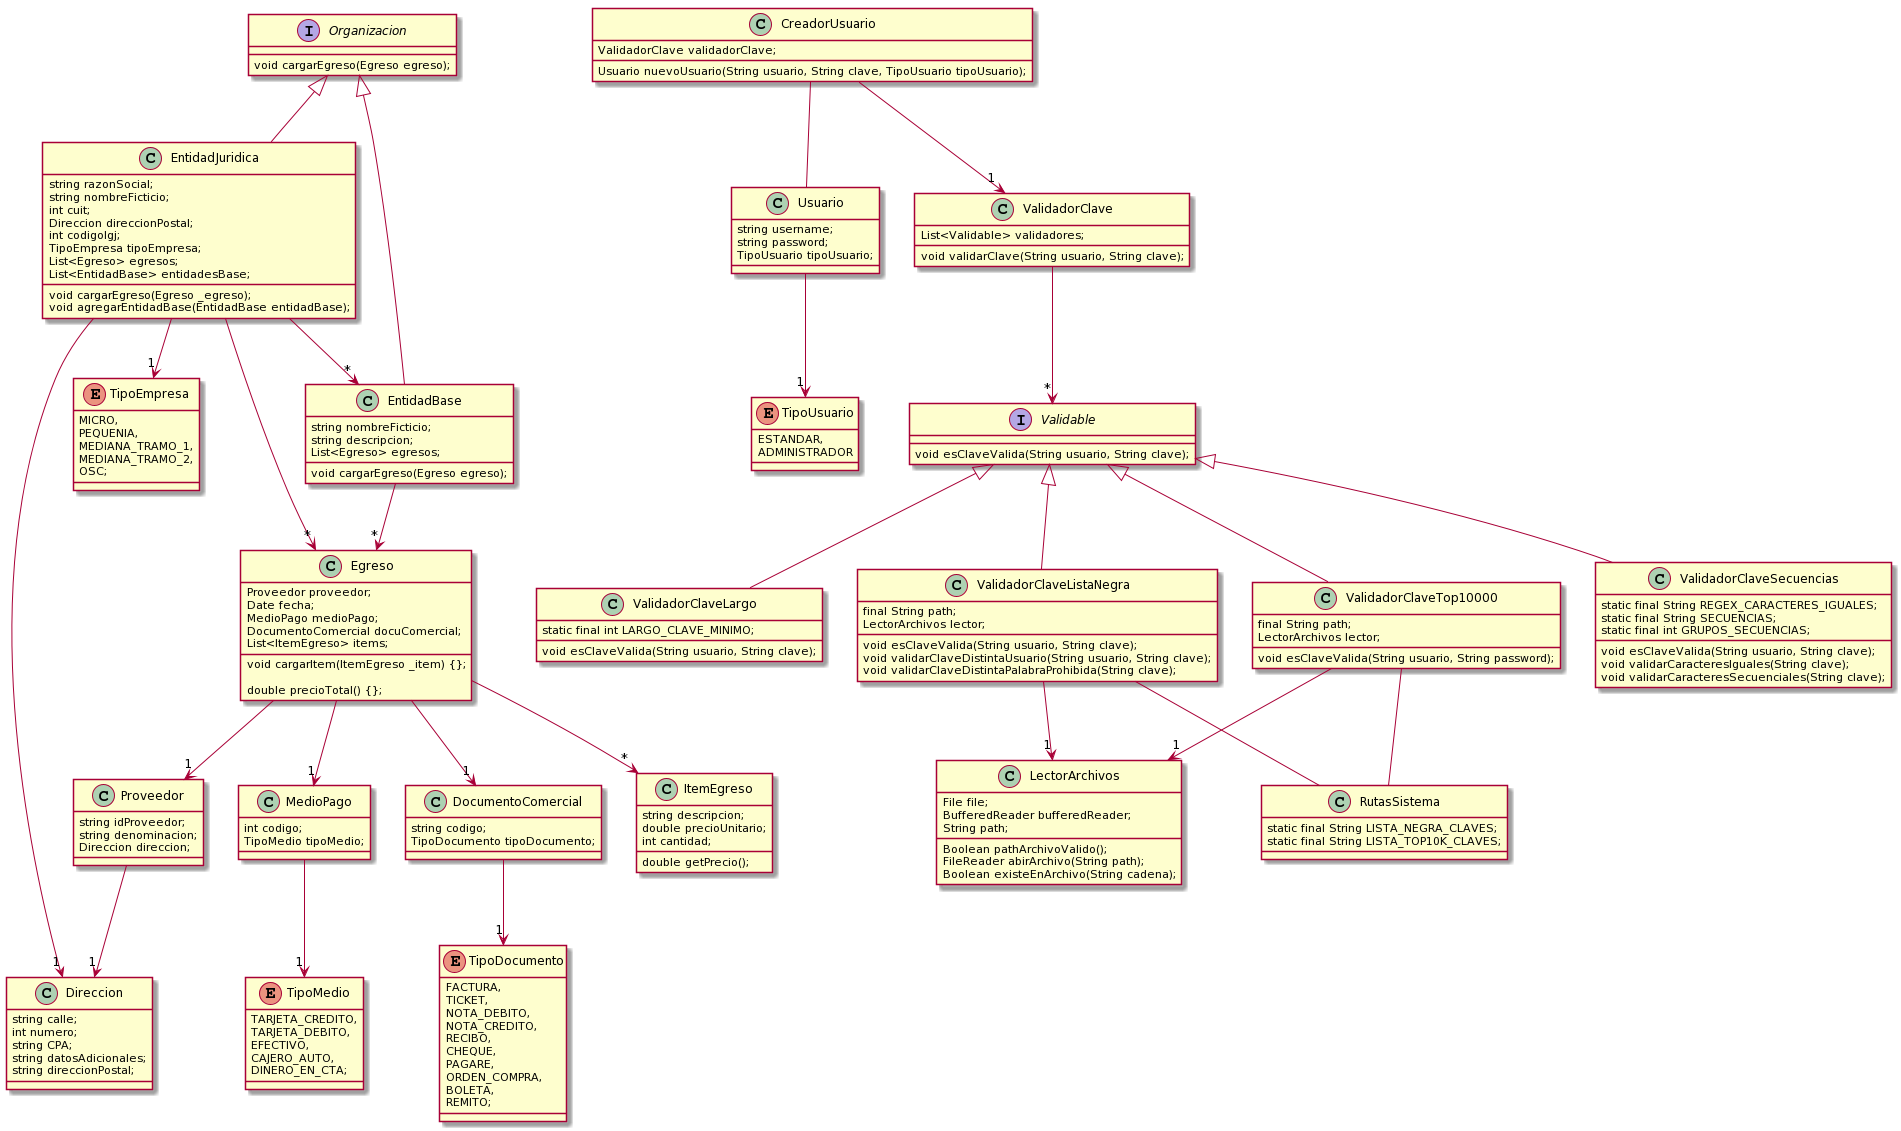 I Organizacion
void cargarEgreso(Egreso egreso);
C CreadorUsuario
ValidadorClave validadorClave;
Usuario nuevoUsuario(String usuario, String clave, TipoUsuario tipoUsuario);
C EntidadJuridica
string razonSocial;
string nombreFicticio;
int cuit;
Direccion direccionPostal;
int codigoIgj;
TipoEmpresa tipoEmpresa;
List<Egreso> egresos;
List<EntidadBase> entidadesBase;
void cargarEgreso(Egreso _egreso);
void agregarEntidadBase(EntidadBase entidadBase);
C Usuario
string username;
string password;
TipoUsuario tipoUsuario;
1
C ValidadorClave
List<Validable> validadores;
void validarClave(String usuario, String clave);
1
E TipoEmpresa
MICRO,
PEQUENIA,
MEDIANA_TRAMO_1,
MEDIANA_TRAMO_2,
OSC;
*
C EntidadBase
string nombreFicticio;
string descripcion;
List<Egreso> egresos;
void cargarEgreso(Egreso egreso);
1
E TipoUsuario
ESTANDAR,
ADMINISTRADOR
*
I Validable
void esClaveValida(String usuario, String clave);
*
*
C Egreso
Proveedor proveedor;
Date fecha;
MedioPago medioPago;
DocumentoComercial docuComercial;
List<ItemEgreso> items;
void cargarItem(ItemEgreso _item) {};
double precioTotal() {};
C ValidadorClaveLargo
static final int LARGO_CLAVE_MINIMO;
void esClaveValida(String usuario, String clave);
C ValidadorClaveListaNegra
final String path;
LectorArchivos lector;
void esClaveValida(String usuario, String clave);
void validarClaveDistintaUsuario(String usuario, String clave);
void validarClaveDistintaPalabraProhibida(String clave);
C ValidadorClaveTop10000
final String path;
LectorArchivos lector;
void esClaveValida(String usuario, String password);
C ValidadorClaveSecuencias
static final String REGEX_CARACTERES_IGUALES;
static final String SECUENCIAS;
static final int GRUPOS_SECUENCIAS;
void esClaveValida(String usuario, String clave);
void validarCaracteresIguales(String clave);
void validarCaracteresSecuenciales(String clave);
1
C Proveedor
string idProveedor;
string denominacion;
Direccion direccion;
1
C MedioPago
int codigo;
TipoMedio tipoMedio;
1
C DocumentoComercial
string codigo;
TipoDocumento tipoDocumento;
*
C ItemEgreso
string descripcion;
double precioUnitario;
int cantidad;
double getPrecio();
1
1
C LectorArchivos
File file;
BufferedReader bufferedReader;
String path;
Boolean pathArchivoValido();
FileReader abirArchivo(String path);
Boolean existeEnArchivo(String cadena);
C RutasSistema
static final String LISTA_NEGRA_CLAVES;
static final String LISTA_TOP10K_CLAVES;
1
1
C Direccion
string calle;
int numero;
string CPA;
string datosAdicionales;
string direccionPostal;
1
E TipoMedio
TARJETA_CREDITO,
TARJETA_DEBITO,
EFECTIVO,
CAJERO_AUTO,
DINERO_EN_CTA;
1
E TipoDocumento
FACTURA,
TICKET,
NOTA_DEBITO,
NOTA_CREDITO,
RECIBO,
CHEQUE,
PAGARE,
ORDEN_COMPRA,
BOLETA,
REMITO;